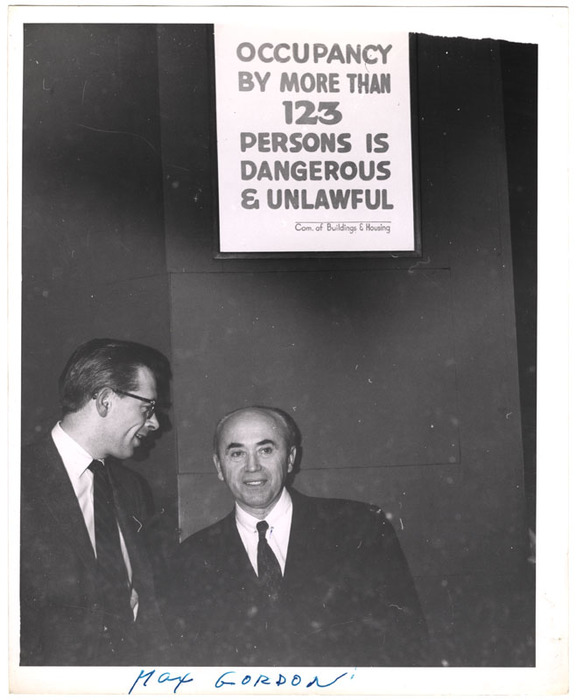 OCCUPANCY
BY MORE THAN
123
PERSONS IS
DANGEROUS
& UNLAWFUL
Com. of Buildings & Housing
MAX GORDON